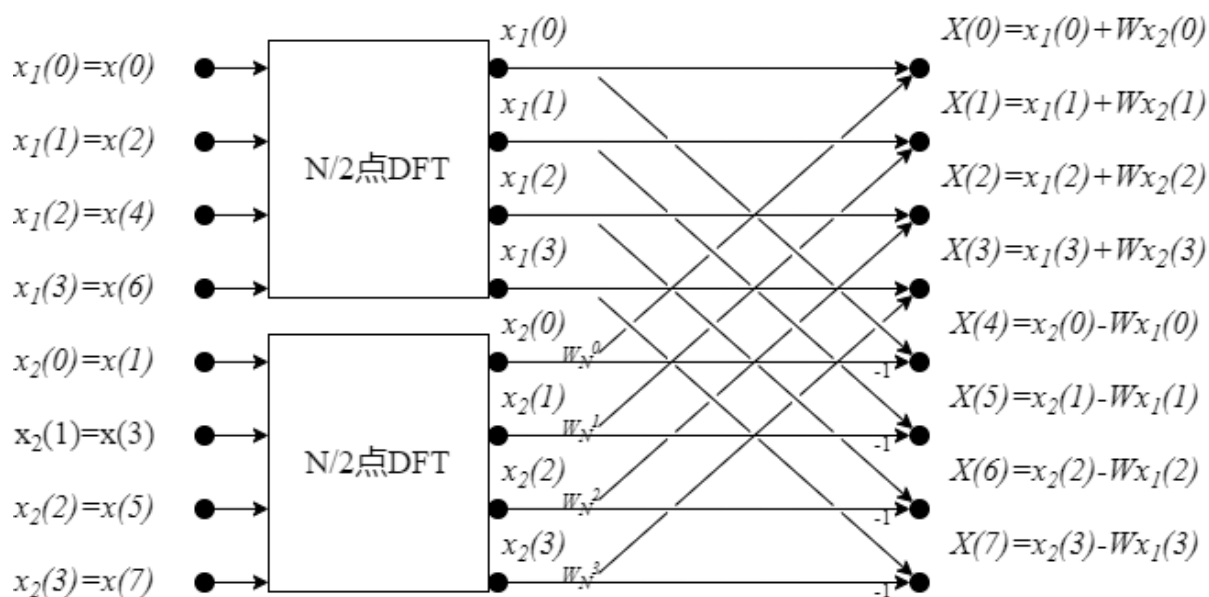 x₁(0)=x(0)
x₁(1)=x(2)
x₁(2)=x(4)
x₁(3)=x(6)
x₂(0)=x(1)
x₂(1)=x(3)
x₂(2)=x(5)
x₂(3)=x(7)
N/2点DFT
N/2点DFT
x₁(0)
x₁(1)
x₁(2)
x₁(3)
x₂(0)
x₂(1)
x₂(2)
x₂(3)
W_N⁰
W_N¹
W_N²
W_N³
-1
-1
-1
-1
X(0)=x₁(0)+Wx₂(0)
X(1)=x₁(1)+Wx₂(1)
X(2)=x₁(2)+Wx₂(2)
X(3)=x₁(3)+Wx₂(3)
X(4)=x₂(0)-Wx₁(0)
X(5)=x₂(1)-Wx₁(1)
X(6)=x₂(2)-Wx₁(2)
X(7)=x₂(3)-Wx₁(3)